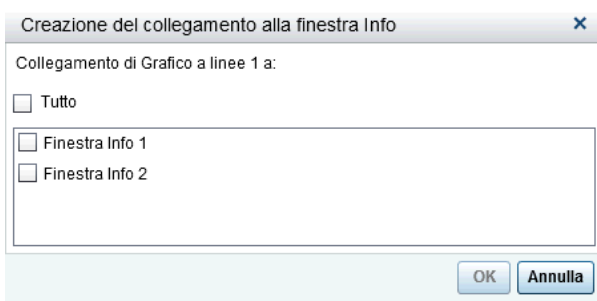 Creazione del collegamento alla finestra Info
Collegamento di Grafico a linee 1 a:
Tutto
Finestra Info 1
Finestra Info 2
OK Annulla